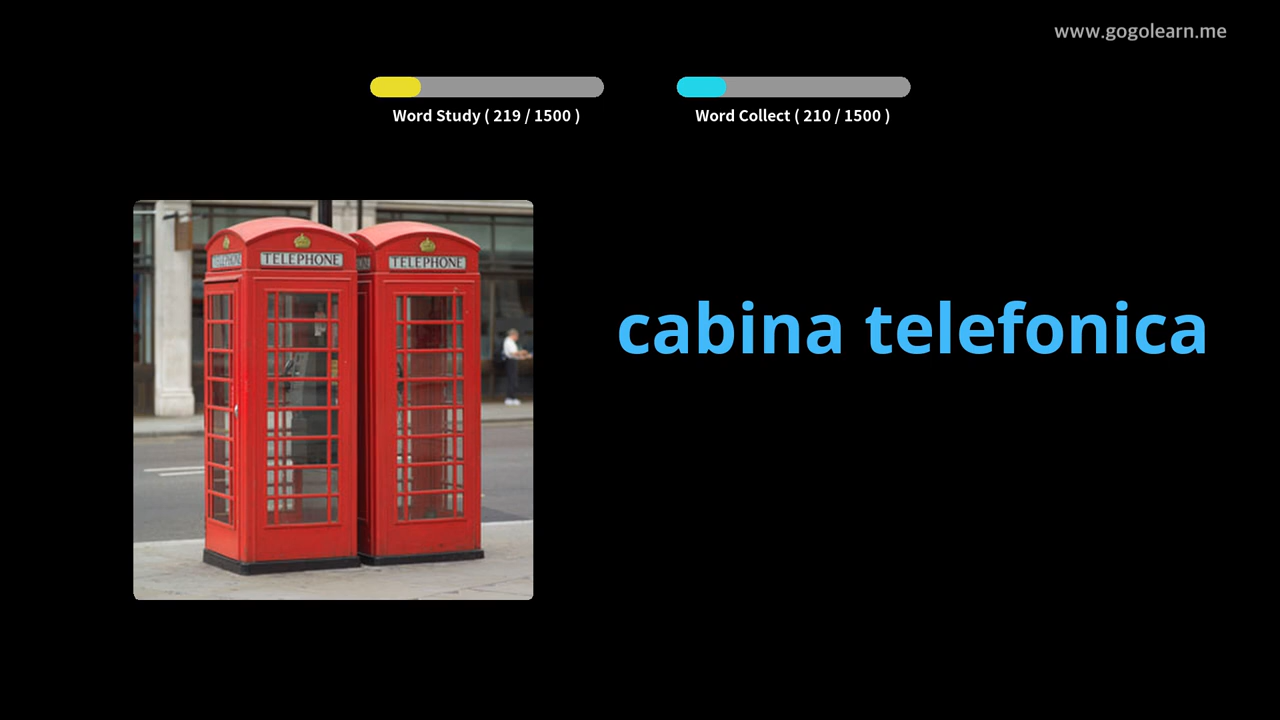 www.gogolearn.me
Word Study ( 219 / 1500 )
Word Collect ( 210 / 1500 )
TELEPHONE
TELEPHONE
cabina telefonica